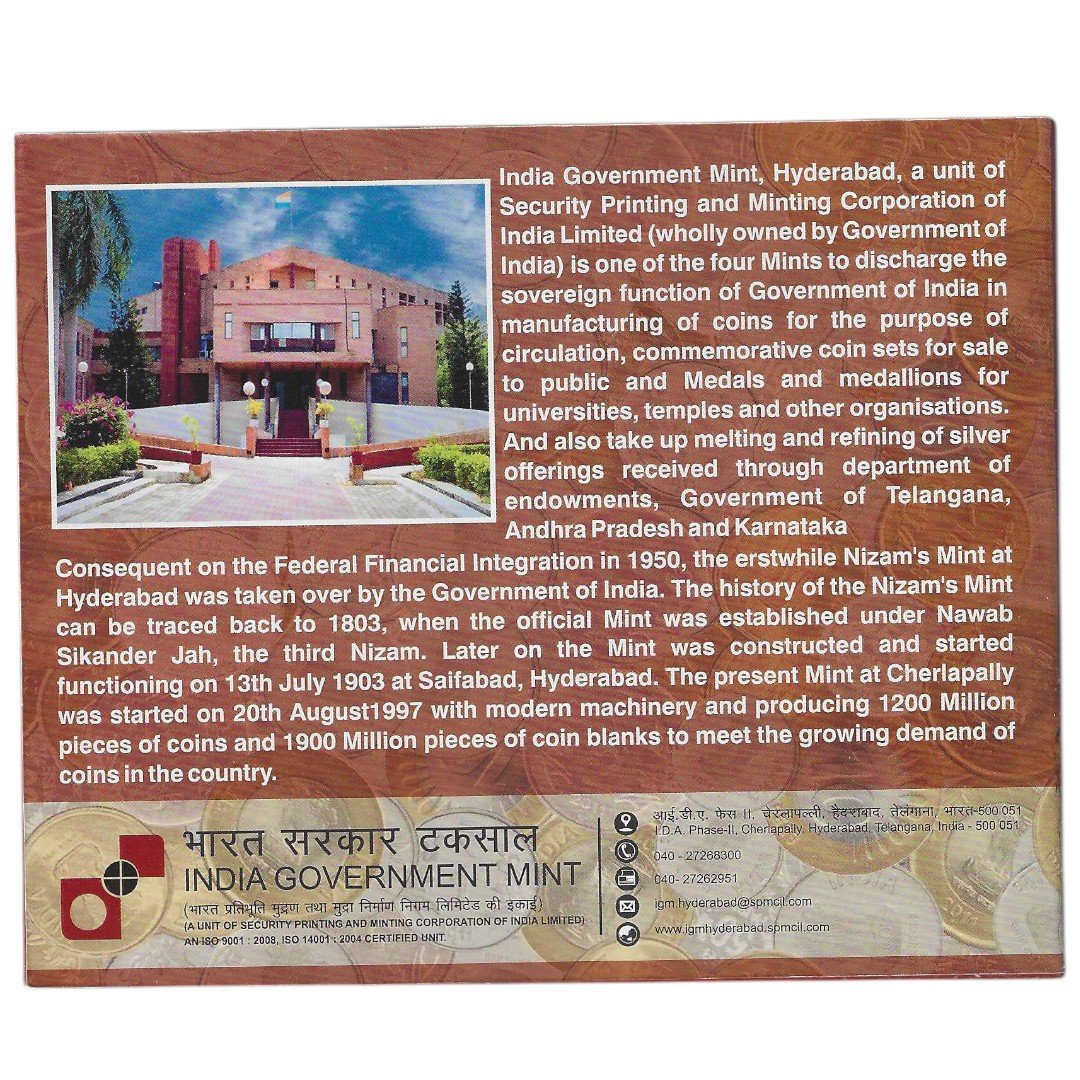 India Government Mint, Hyderabad, a unit of
Security Printing and Minting Corporation of
India Limited (wholly owned by Government of
India) is one of the four Mints to discharge the
sovereign function of Government of India in
manufacturing of coins for the purpose of
circulation, commemorative coin sets for sale
to public and Medals and medallions for
universities, temples and other organisations.
And also take up melting and refining of silver
offerings received through department of
endowments, Government of Telangana,
Andhra Pradesh and Karnataka
Consequent on the Federal Financial Integration in 1950, the erstwhile Nizam's Mint at
Hyderabad was taken over by the Government of India. The history of the Nizam's Mint
can be traced back to 1803, when the official Mint was established under Nawab
Sikander Jah, the third Nizam. Later on the Mint was constructed and started
functioning on 13th July 1903 at Saifabad, Hyderabad. The present Mint at Cherlapally
was started on 20th August1997 with modern machinery and producing 1200 Million
pieces of coins and 1900 Million pieces of coin blanks to meet the growing demand of
coins in the country.
भारत सरकार टकसाल
INDIA GOVERNMENT MINT
(भारत प्रतिभूति मुद्रण तथा मुद्रा निर्माण निगम लिमिटेड की इकाई)
(A UNIT OF SECURITY PRINTING AND MINTING CORPORATION OF INDIA LIMITED)
AN ISO 9001 : 2008, ISO 14001 : 2004 CERTIFIED UNIT.
आई.डी.ए. फेस II, चेरलापल्ली, हैदराबाद, तेलंगाना, भारत-500 051
I.D.A. Phase-II, Cherlapally, Hyderabad, Telangana, India - 500 051
040 - 27268300
040- 27262951
igm.hyderabad@spmcil.com
www.igmhyderabad.spmcil.com